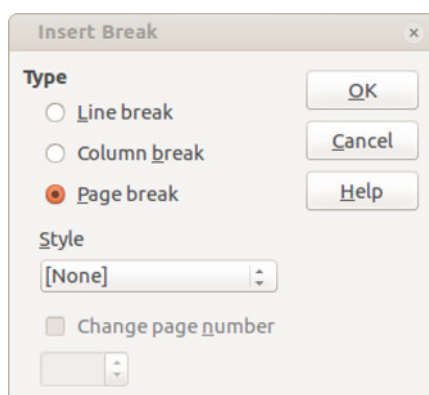 Insert Break
Type
Line break
Column break
Page break
OK
Cancel
Help
Style
[None]
Change page number